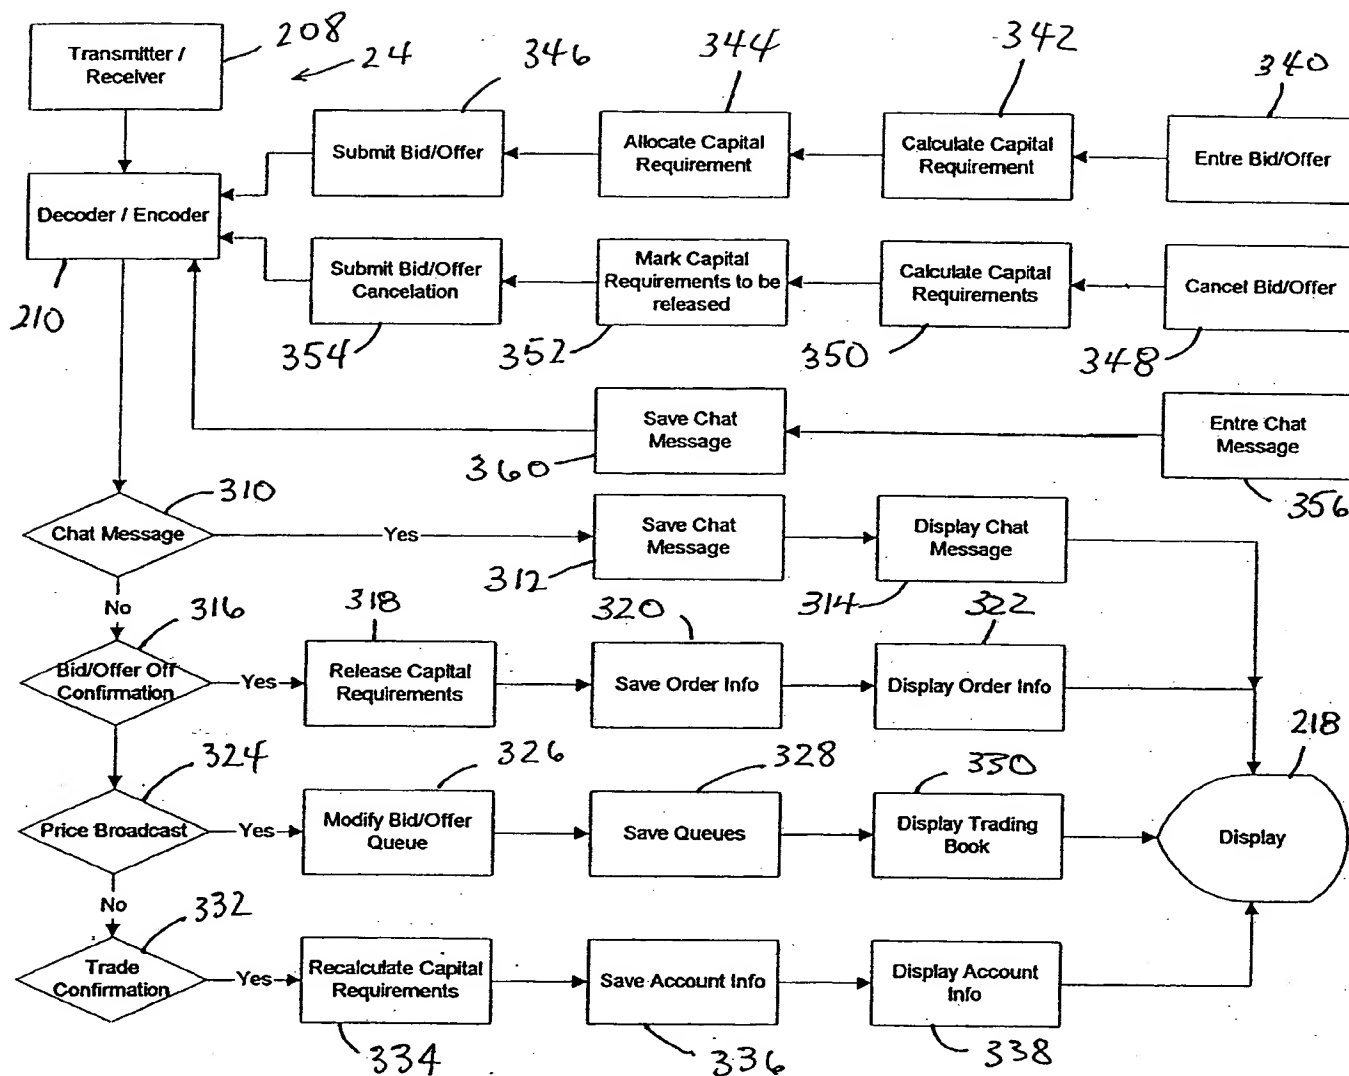 208
Transmitter /
Receiver
24
346
344
342
340
Submit Bid/Offer
Allocate Capital
Requirement
Calculate Capital
Requirement
Entre Bid/Offer
Decoder / Encoder
210
Submit Bid/Offer
Cancelation
Mark Capital
Requirements to be
released
Calculate Capital
Requirements
Cancel Bid/Offer
354
352
350
348
Save Chat
Message
Entre Chat
Message
360
356
310
Chat Message
Yes
Save Chat
Message
Display Chat
Message
312
314
No
316
318
320
322
Bid/Offer Off
Confirmation
Yes
Release Capital
Requirements
Save Order Info
Display Order Info
218
324
326
328
330
Price Broadcast
Yes
Modify Bid/Offer
Queue
Save Queues
Display Trading
Book
Display
No
332
Trade
Confirmation
Yes
Recalculate Capital
Requirements
Save Account Info
Display Account
Info
334
336
338